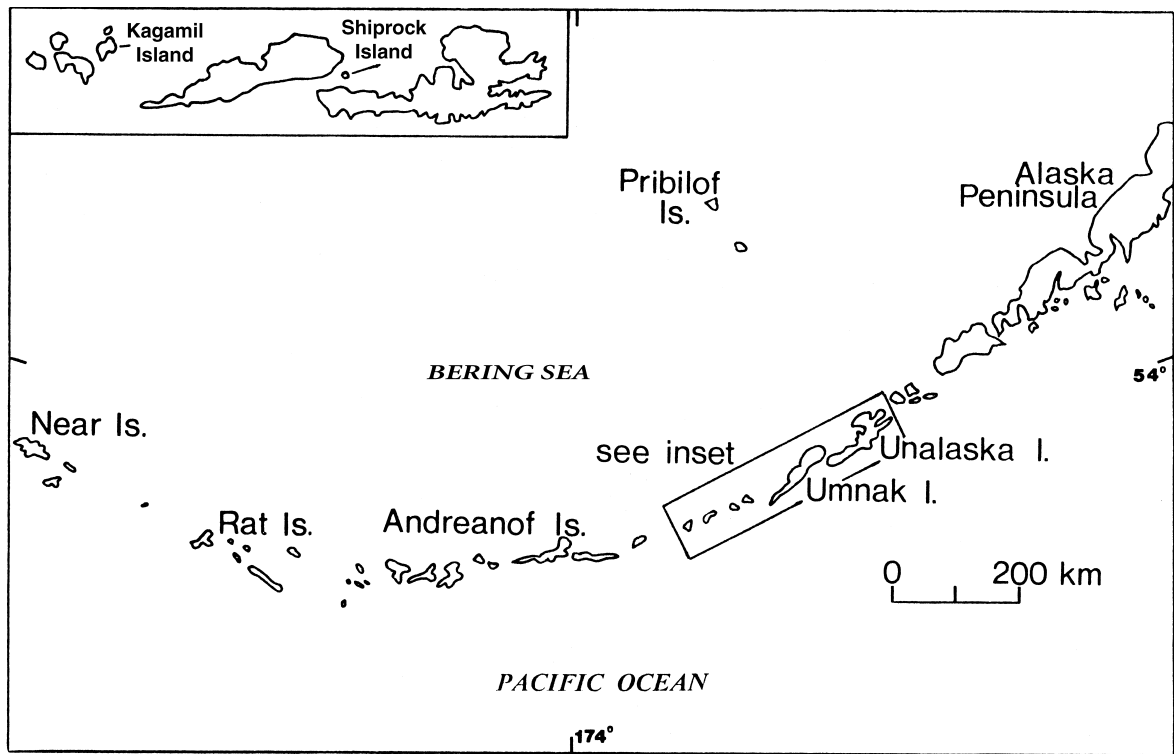 Kagamil
Island
Shiprock
Island
Pribilof
Is.
Alaska
Peninsula
BERING SEA
54°
Near Is.
see inset
Unalaska I.
Umnak I.
Rat Is.
Andreanof Is.
0 200 km
PACIFIC OCEAN
174°